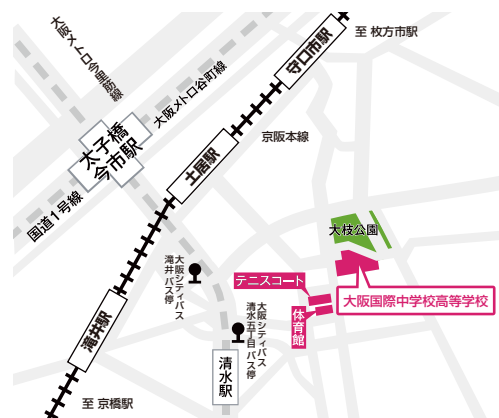 大阪メトロ今里筋線
守口市駅
至 枚方市駅
大阪メトロ谷町線
太子橋
今市駅
京阪本線
土居駅
国道1号線
大枝公園
大阪シティバス
滝井 バス停
テニスコート
大阪国際中学校高等学校
体育館
大阪シティバス
清水五丁目 バス停
滝井駅
清水駅
至 京橋駅